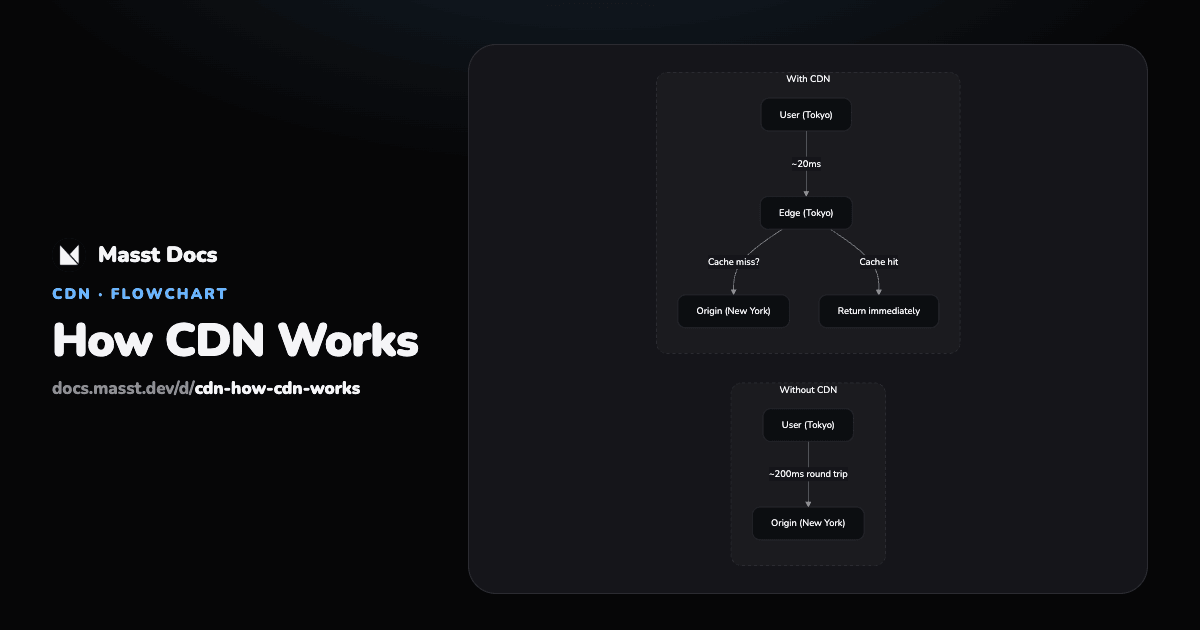 Masst Docs
CDN · FLOWCHART
How CDN Works
docs.masst.dev/d/cdn-how-cdn-works
With CDN
User (Tokyo)
~20ms
Edge (Tokyo)
Cache miss?
Cache hit
Origin (New York)
Return immediately
Without CDN
User (Tokyo)
~200ms round trip
Origin (New York)